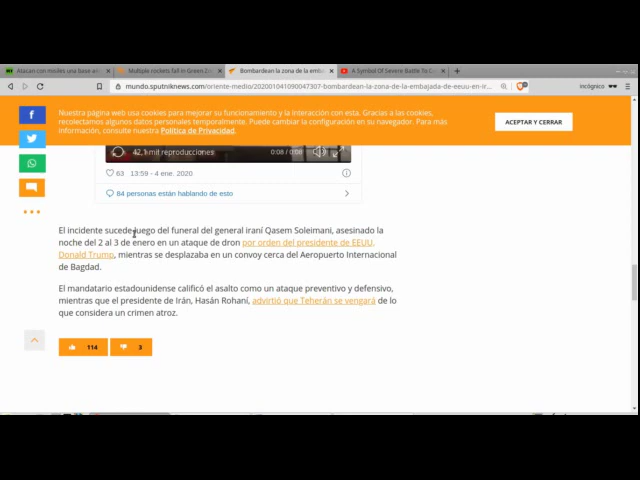 Atacan con misiles una base a
Multiple rockets fall in Green Z
Bombardean la zona de la emba
A Symbol Of Severe Battle To C
mundo.sputniknews.com/oriente-medio/202001041090047307-bombardean-la-zona-de-la-embajada-de-eeuu-en-ir...
incógnito
Nuestra página web usa cookies para mejorar su funcionamiento y la interacción con esta. Gracias a las cookies,
recolectamos algunos datos personales temporalmente. Puede cambiar la configuración en su navegador. Para más
información, consulte nuestra Política de Privacidad.
ACEPTAR Y CERRAR
42,1 mil reproducciones
0:08 / 0:08
63 13:59 - 4 ene. 2020
84 personas están hablando de esto
El incidente sucede luego del funeral del general iraní Qasem Soleimani, asesinado la
noche del 2 al 3 de enero en un ataque de dron por orden del presidente de EEUU,
Donald Trump, mientras se desplazaba en un convoy cerca del Aeropuerto Internacional
de Bagdad.
El mandatario estadounidense calificó el asalto como un ataque preventivo y defensivo,
mientras que el presidente de Irán, Hasán Rohaní, advirtió que Teherán se vengará de lo
que considera un crimen atroz.
114
3